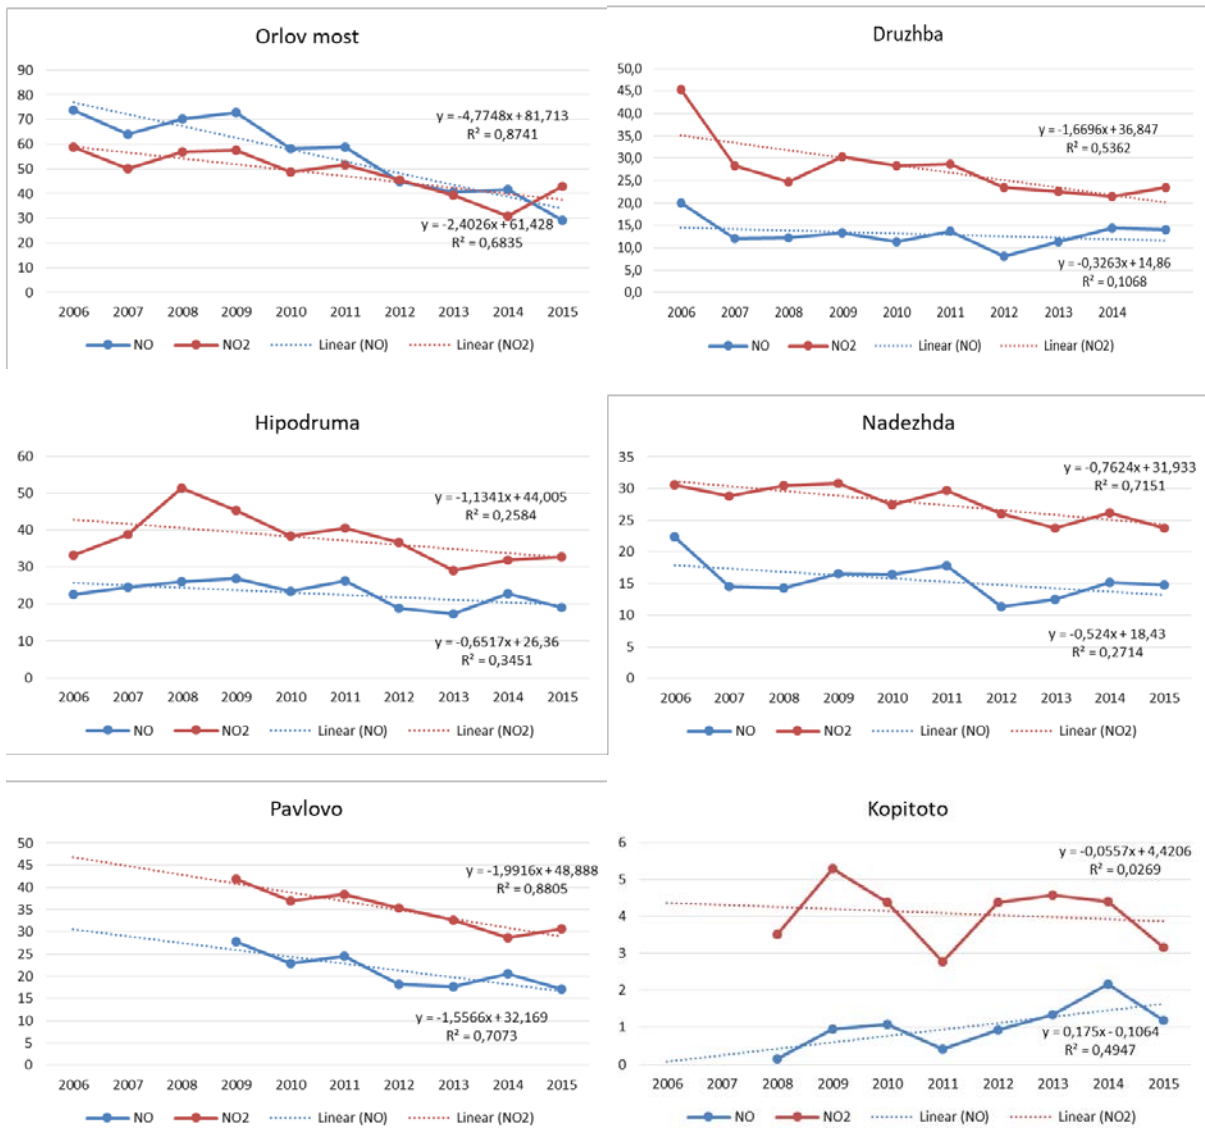 Orlov most
90
80
70
60
50
40
30
20
10
0
y = -4,7748x + 81,713
R² = 0,8741
y = -2,4026x + 61,428
R² = 0,6835
2006 2007 2008 2009 2010 2011 2012 2013 2014 2015
NO NO2 Linear (NO) Linear (NO2)
Druzhba
50,0
45,0
40,0
35,0
30,0
25,0
20,0
15,0
10,0
5,0
0,0
y = -1,6696x + 36,847
R² = 0,5362
y = -0,3263x + 14,86
R² = 0,1068
2006 2007 2008 2009 2010 2011 2012 2013 2014
NO NO2 Linear (NO) Linear (NO2)
Hipodruma
60
50
40
30
20
10
0
y = -1,1341x + 44,005
R² = 0,2584
y = -0,6517x + 26,36
R² = 0,3451
2006 2007 2008 2009 2010 2011 2012 2013 2014 2015
NO NO2 Linear (NO) Linear (NO2)
Nadezhda
35
30
25
20
15
10
5
0
y = -0,7624x + 31,933
R² = 0,7151
y = -0,524x + 18,43
R² = 0,2714
2006 2007 2008 2009 2010 2011 2012 2013 2014 2015
NO NO2 Linear (NO) Linear (NO2)
Pavlovo
50
45
40
35
30
25
20
15
10
5
0
y = -1,9916x + 48,888
R² = 0,8805
y = -1,5566x + 32,169
R² = 0,7073
2006 2007 2008 2009 2010 2011 2012 2013 2014 2015
NO NO2 Linear (NO) Linear (NO2)
Kopitoto
6
5
4
3
2
1
0
y = -0,0557x + 4,4206
R² = 0,0269
y = 0,175x - 0,1064
R² = 0,4947
2006 2007 2008 2009 2010 2011 2012 2013 2014 2015
NO NO2 Linear (NO) Linear (NO2)